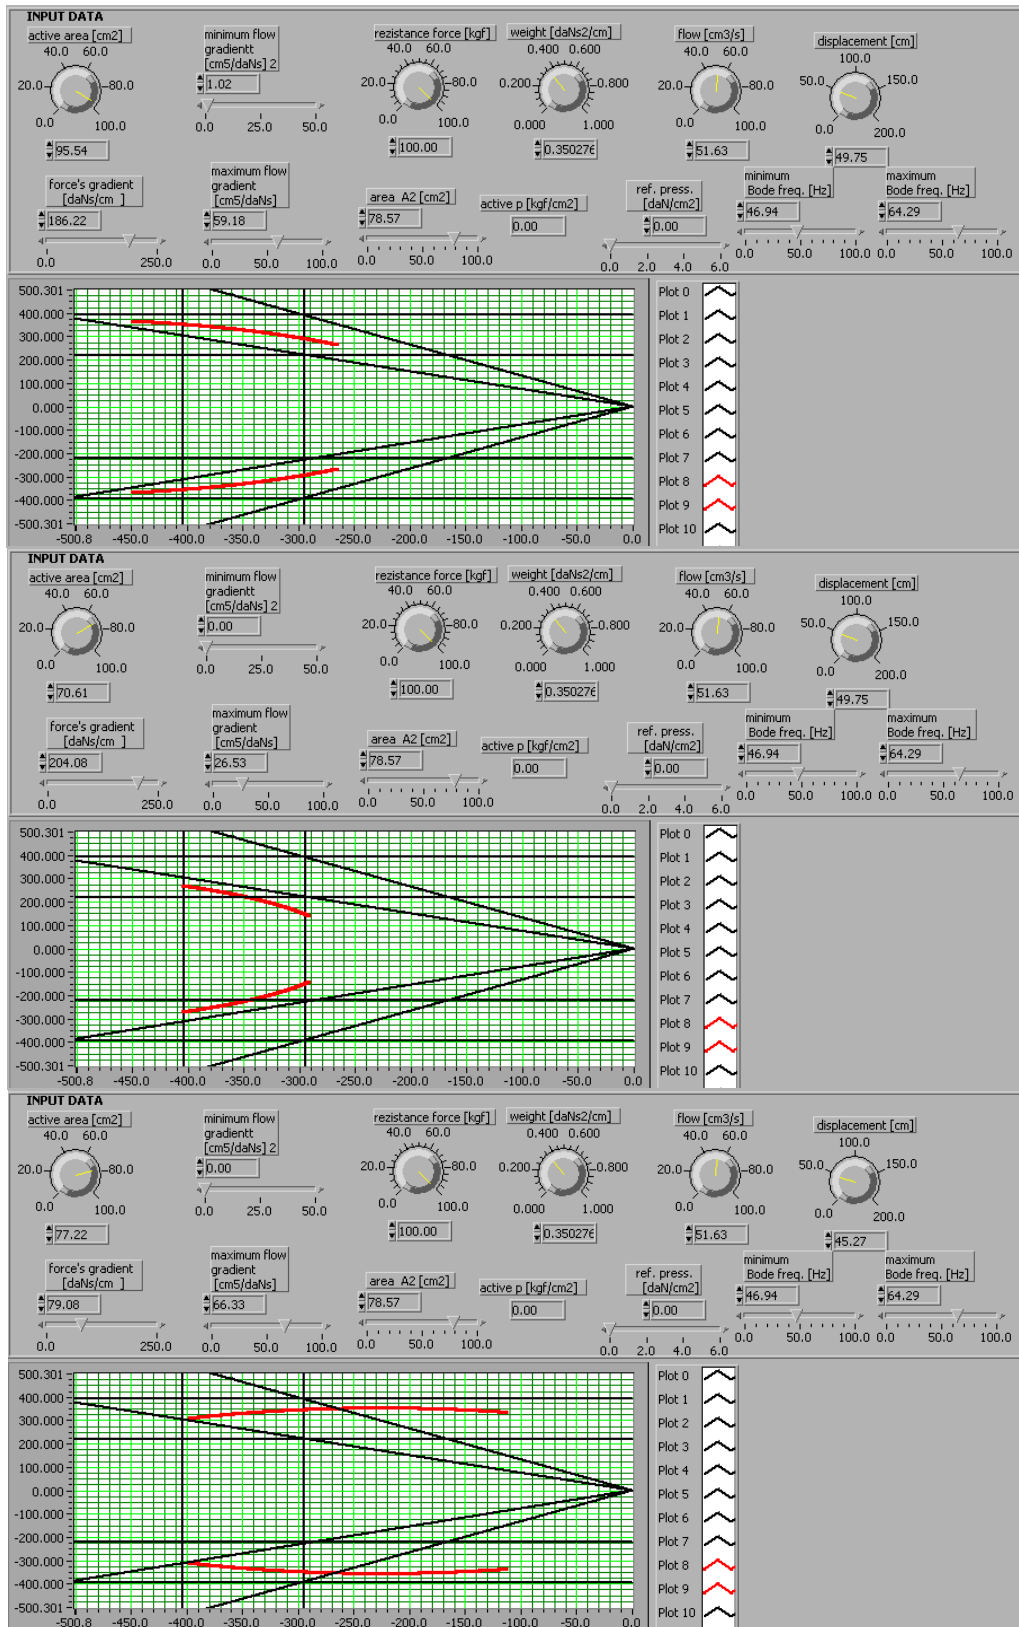 INPUT DATA
active area [cm2]
40.0 60.0
20.0 80.0
0.0 100.0
95.54
minimum flow
gradientt
[cm5/daNs] 2
1.02
0.0 25.0 50.0
rezistance force [kgf]
40.0 60.0
20.0 80.0
0.0 100.0
100.00
weight [daNs2/cm]
0.400 0.600
0.200 0.800
0.000 1.000
0.350276
flow [cm3/s]
40.0 60.0
20.0 80.0
0.0 100.0
51.63
displacement [cm]
100.0
50.0 150.0
0.0 200.0
49.75
force's gradient
[daNs/cm ]
186.22
0.0 250.0
maximum flow
gradient
[cm5/daNs]
59.18
0.0 50.0 100.0
area A2 [cm2]
78.57
0.0 50.0 100.0
active p [kgf/cm2]
0.00
ref. press.
[daN/cm2]
0.00
0.0 2.0 4.0 6.0
minimum
Bode freq. [Hz]
46.94
0.0 50.0 100.0
maximum
Bode freq. [Hz]
64.29
0.0 50.0 100.0
500.301
400.000
300.000
200.000
100.000
0.000
-100.000
-200.000
-300.000
-400.000
-500.301
-500.8 -450.0 -400.0 -350.0 -300.0 -250.0 -200.0 -150.0 -100.0 -50.0 0.0
Plot 0
Plot 1
Plot 2
Plot 3
Plot 4
Plot 5
Plot 6
Plot 7
Plot 8
Plot 9
Plot 10
INPUT DATA
active area [cm2]
40.0 60.0
20.0 80.0
0.0 100.0
70.61
minimum flow
gradientt
[cm5/daNs] 2
0.00
0.0 25.0 50.0
rezistance force [kgf]
40.0 60.0
20.0 80.0
0.0 100.0
100.00
weight [daNs2/cm]
0.400 0.600
0.200 0.800
0.000 1.000
0.350276
flow [cm3/s]
40.0 60.0
20.0 80.0
0.0 100.0
51.63
displacement [cm]
100.0
50.0 150.0
0.0 200.0
49.75
force's gradient
[daNs/cm ]
204.08
0.0 250.0
maximum flow
gradient
[cm5/daNs]
26.53
0.0 50.0 100.0
area A2 [cm2]
78.57
0.0 50.0 100.0
active p [kgf/cm2]
0.00
ref. press.
[daN/cm2]
0.00
0.0 2.0 4.0 6.0
minimum
Bode freq. [Hz]
46.94
0.0 50.0 100.0
maximum
Bode freq. [Hz]
64.29
0.0 50.0 100.0
500.301
400.000
300.000
200.000
100.000
0.000
-100.000
-200.000
-300.000
-400.000
-500.301
-500.8 -450.0 -400.0 -350.0 -300.0 -250.0 -200.0 -150.0 -100.0 -50.0 0.0
Plot 0
Plot 1
Plot 2
Plot 3
Plot 4
Plot 5
Plot 6
Plot 7
Plot 8
Plot 9
Plot 10
INPUT DATA
active area [cm2]
40.0 60.0
20.0 80.0
0.0 100.0
77.22
minimum flow
gradientt
[cm5/daNs] 2
0.00
0.0 25.0 50.0
rezistance force [kgf]
40.0 60.0
20.0 80.0
0.0 100.0
100.00
weight [daNs2/cm]
0.400 0.600
0.200 0.800
0.000 1.000
0.350276
flow [cm3/s]
40.0 60.0
20.0 80.0
0.0 100.0
51.63
displacement [cm]
100.0
50.0 150.0
0.0 200.0
45.27
force's gradient
[daNs/cm ]
79.08
0.0 250.0
maximum flow
gradient
[cm5/daNs]
66.33
0.0 50.0 100.0
area A2 [cm2]
78.57
0.0 50.0 100.0
active p [kgf/cm2]
0.00
ref. press.
[daN/cm2]
0.00
0.0 2.0 4.0 6.0
minimum
Bode freq. [Hz]
46.94
0.0 50.0 100.0
maximum
Bode freq. [Hz]
64.29
0.0 50.0 100.0
500.301
400.000
300.000
200.000
100.000
0.000
-100.000
-200.000
-300.000
-400.000
-500.301
-500.8 -450.0 -400.0 -350.0 -300.0 -250.0 -200.0 -150.0 -100.0 -50.0 0.0
Plot 0
Plot 1
Plot 2
Plot 3
Plot 4
Plot 5
Plot 6
Plot 7
Plot 8
Plot 9
Plot 10